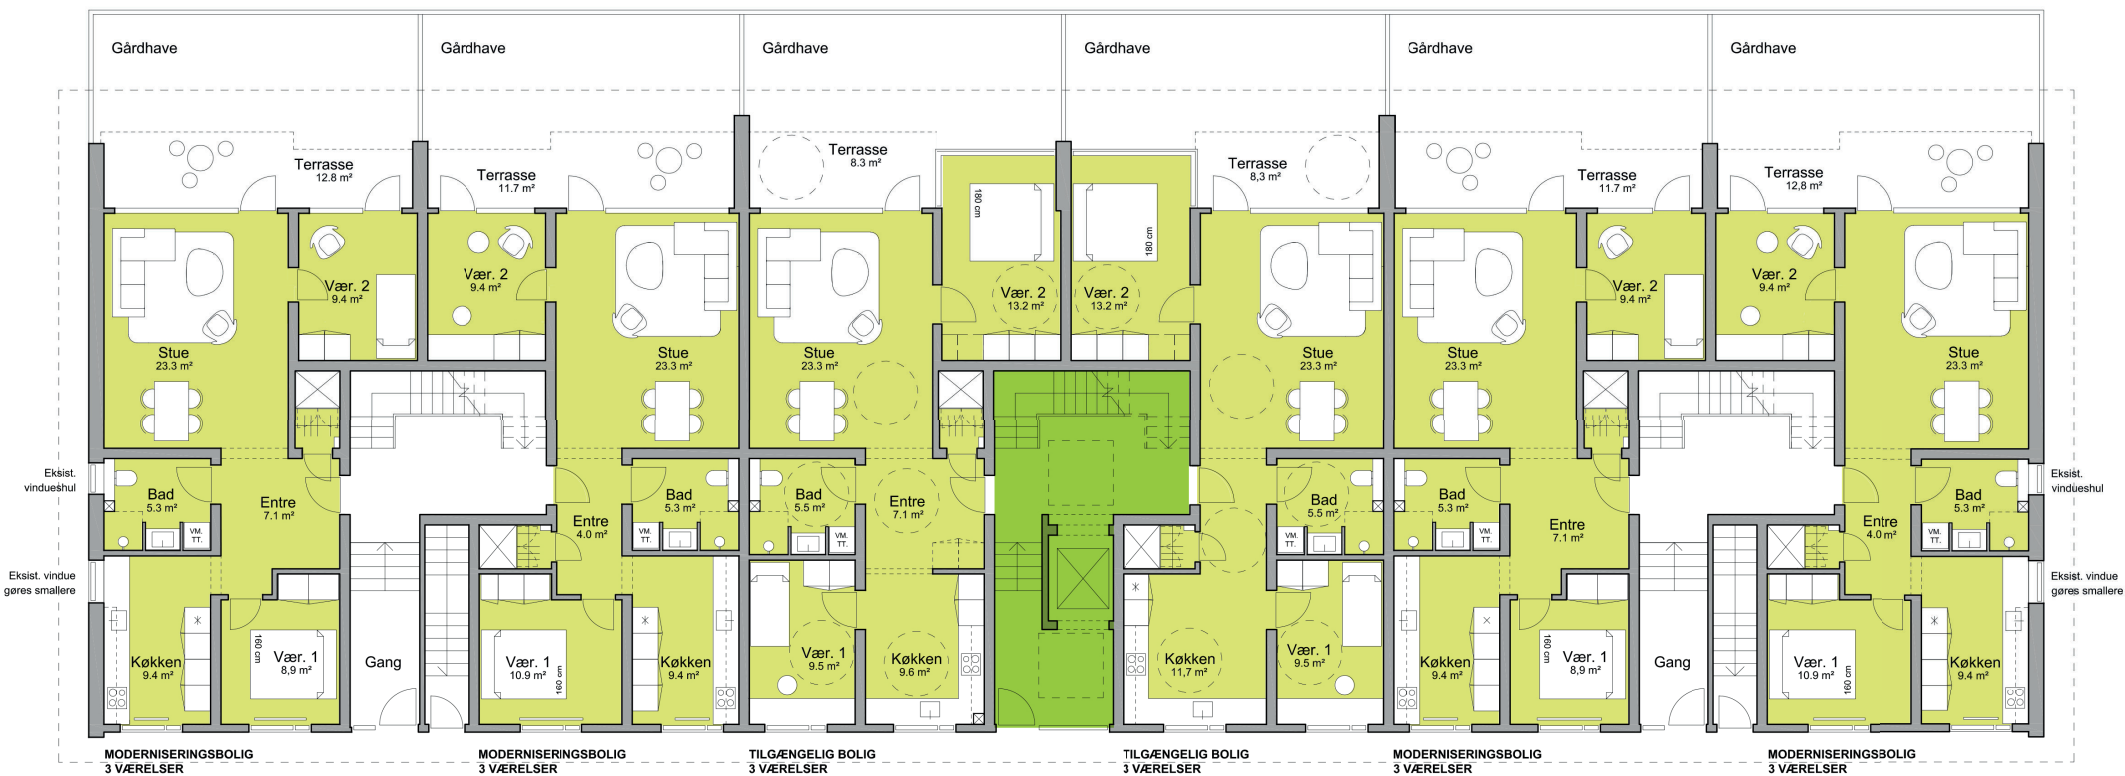 Gårdhave
Gårdhave
Gårdhave
Gårdhave
Gårdhave
Gårdhave
Terrasse
12.8 m²
Terrasse
11.7 m²
Terrasse
8.3 m²
Terrasse
8,3 m²
Terrasse
11.7 m²
Terrasse
12,8 m²
180 cm
180 cm
Vær. 2
9.4 m²
Vær. 2
9.4 m²
Vær. 2
13.2 m²
Vær. 2
13.2 m²
Vær. 2
9.4 m²
Vær. 2
9.4 m²
Stue
23.3 m²
Stue
23.3 m²
Stue
23.3 m²
Stue
23.3 m²
Stue
23.3 m²
Stue
23.3 m²
Eksist.
vindueshul
Bad
5.3 m²
Entre
7.1 m²
VM.
TT.
Entre
4.0 m²
Bad
5.3 m²
VM.
TT.
Bad
5.5 m²
VM.
TT.
Entre
7.1 m²
Bad
5.5 m²
VM.
TT.
Bad
5.3 m²
VM.
TT.
Entre
7.1 m²
Entre
4.0 m²
Bad
5.3 m²
VM.
TT.
Eksist.
vindueshul
Eksist. vindue
gøres smallere
Eksist. vindue
gøres smallere
Køkken
9.4 m²
160 cm
Vær. 1
8,9 m²
Gang
Vær. 1
10.9 m²
160 cm
Køkken
9.4 m²
Vær. 1
9.5 m²
Køkken
9.6 m²
Køkken
11,7 m²
Vær. 1
9.5 m²
Køkken
9.4 m²
160 cm
Vær. 1
8,9 m²
Gang
Vær. 1
10.9 m²
160 cm
Køkken
9.4 m²
MODERNISERINGSBOLIG
3 VÆRELSER
MODERNISERINGSBOLIG
3 VÆRELSER
TILGÆNGELIG BOLIG
3 VÆRELSER
TILGÆNGELIG BOLIG
3 VÆRELSER
MODERNISERINGSBOLIG
3 VÆRELSER
MODERNISERINGSBOLIG
3 VÆRELSER